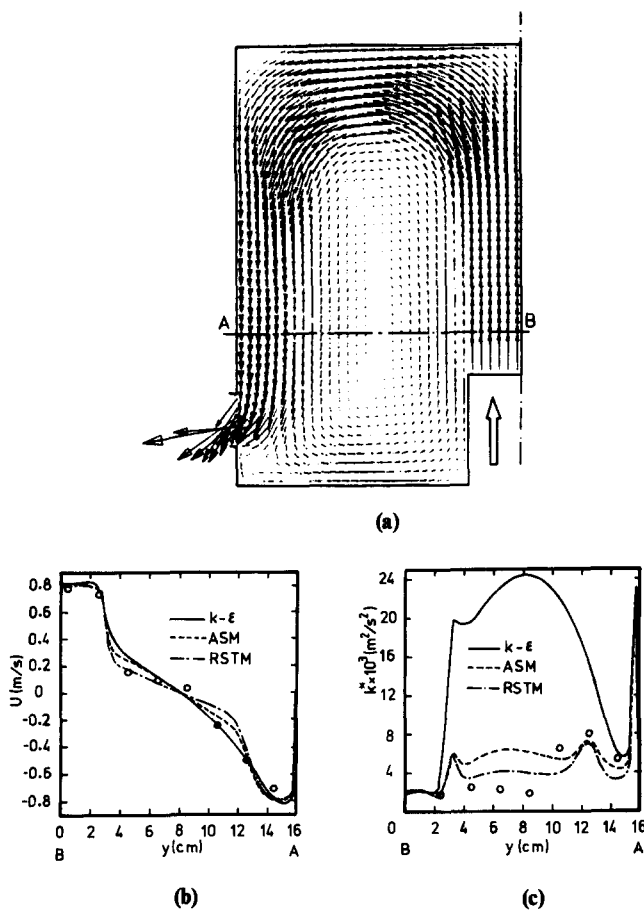 A B
(a)
0.8
0.6
0.4
0.2
0
-0.2
-0.4
-0.6
-0.8
U (m/s)
k-ε
ASM
RSTM
0 2 4 6 8 10 12 14 16
B y(cm) A
(b)
24
20
16
12
8
4
k*×10³(m²/s²)
k-ε
ASM
RSTM
0 2 4 6 8 10 12 14 16
B y(cm) A
(c)